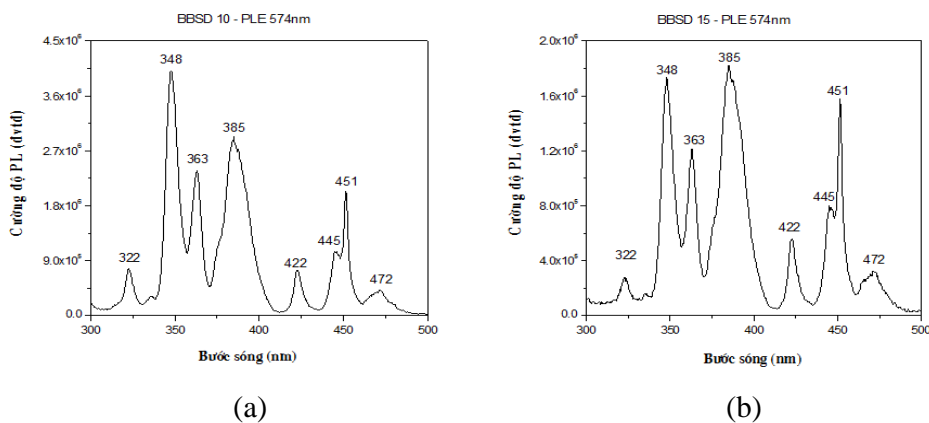 BBSD 10 - PLE 574nm
4.5x10⁶
3.6x10⁶
2.7x10⁶
1.8x10⁶
9.0x10⁵
0.0
Cường độ PL (đvtđ)
322
348
363
385
422
445
451
472
300
350
400
450
500
Bước sóng (nm)
(a)
BBSD 15 - PLE 574nm
2.0x10⁶
1.6x10⁶
1.2x10⁶
8.0x10⁵
4.0x10⁵
0.0
Cường độ PL (đvtđ)
322
348
363
385
422
445
451
472
300
350
400
450
500
Bước sóng (nm)
(b)